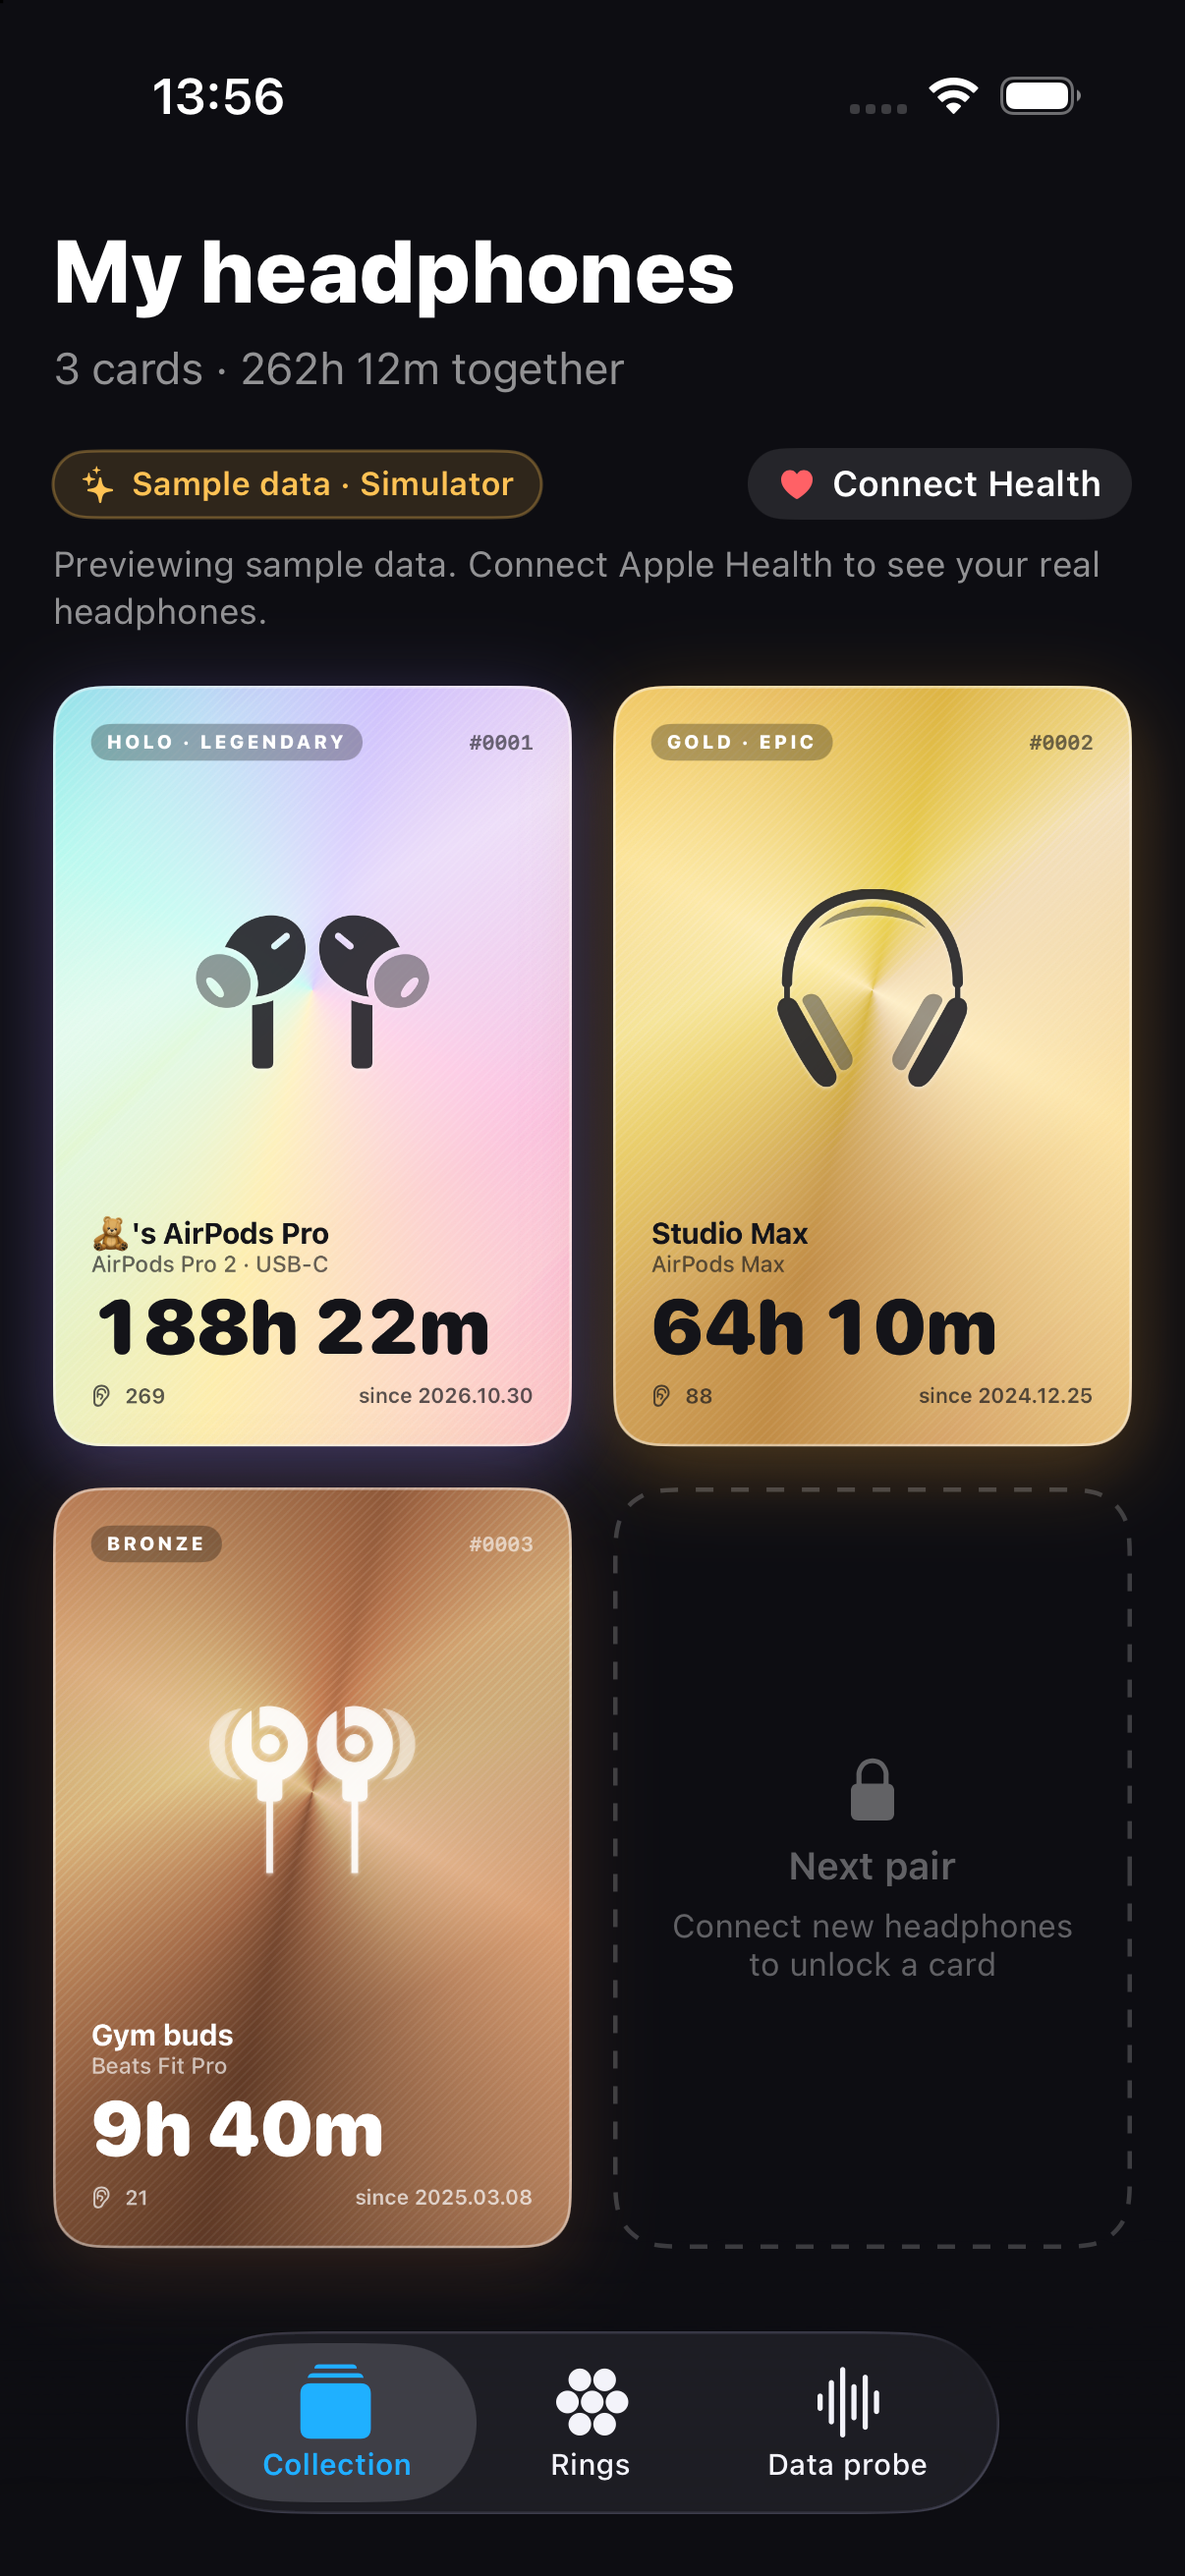 13:56
My headphones
3 cards · 262h 12m together
Sample data · Simulator
Connect Health
Previewing sample data. Connect Apple Health to see your real
headphones.
HOLO · LEGENDARY
#0001
🧸's AirPods Pro
AirPods Pro 2 · USB-C
188h 22m
269
since 2026.10.30
GOLD · EPIC
#0002
Studio Max
AirPods Max
64h 10m
88
since 2024.12.25
BRONZE
#0003
Gym buds
Beats Fit Pro
9h 40m
21
since 2025.03.08
Next pair
Connect new headphones
to unlock a card
Collection
Rings
Data probe